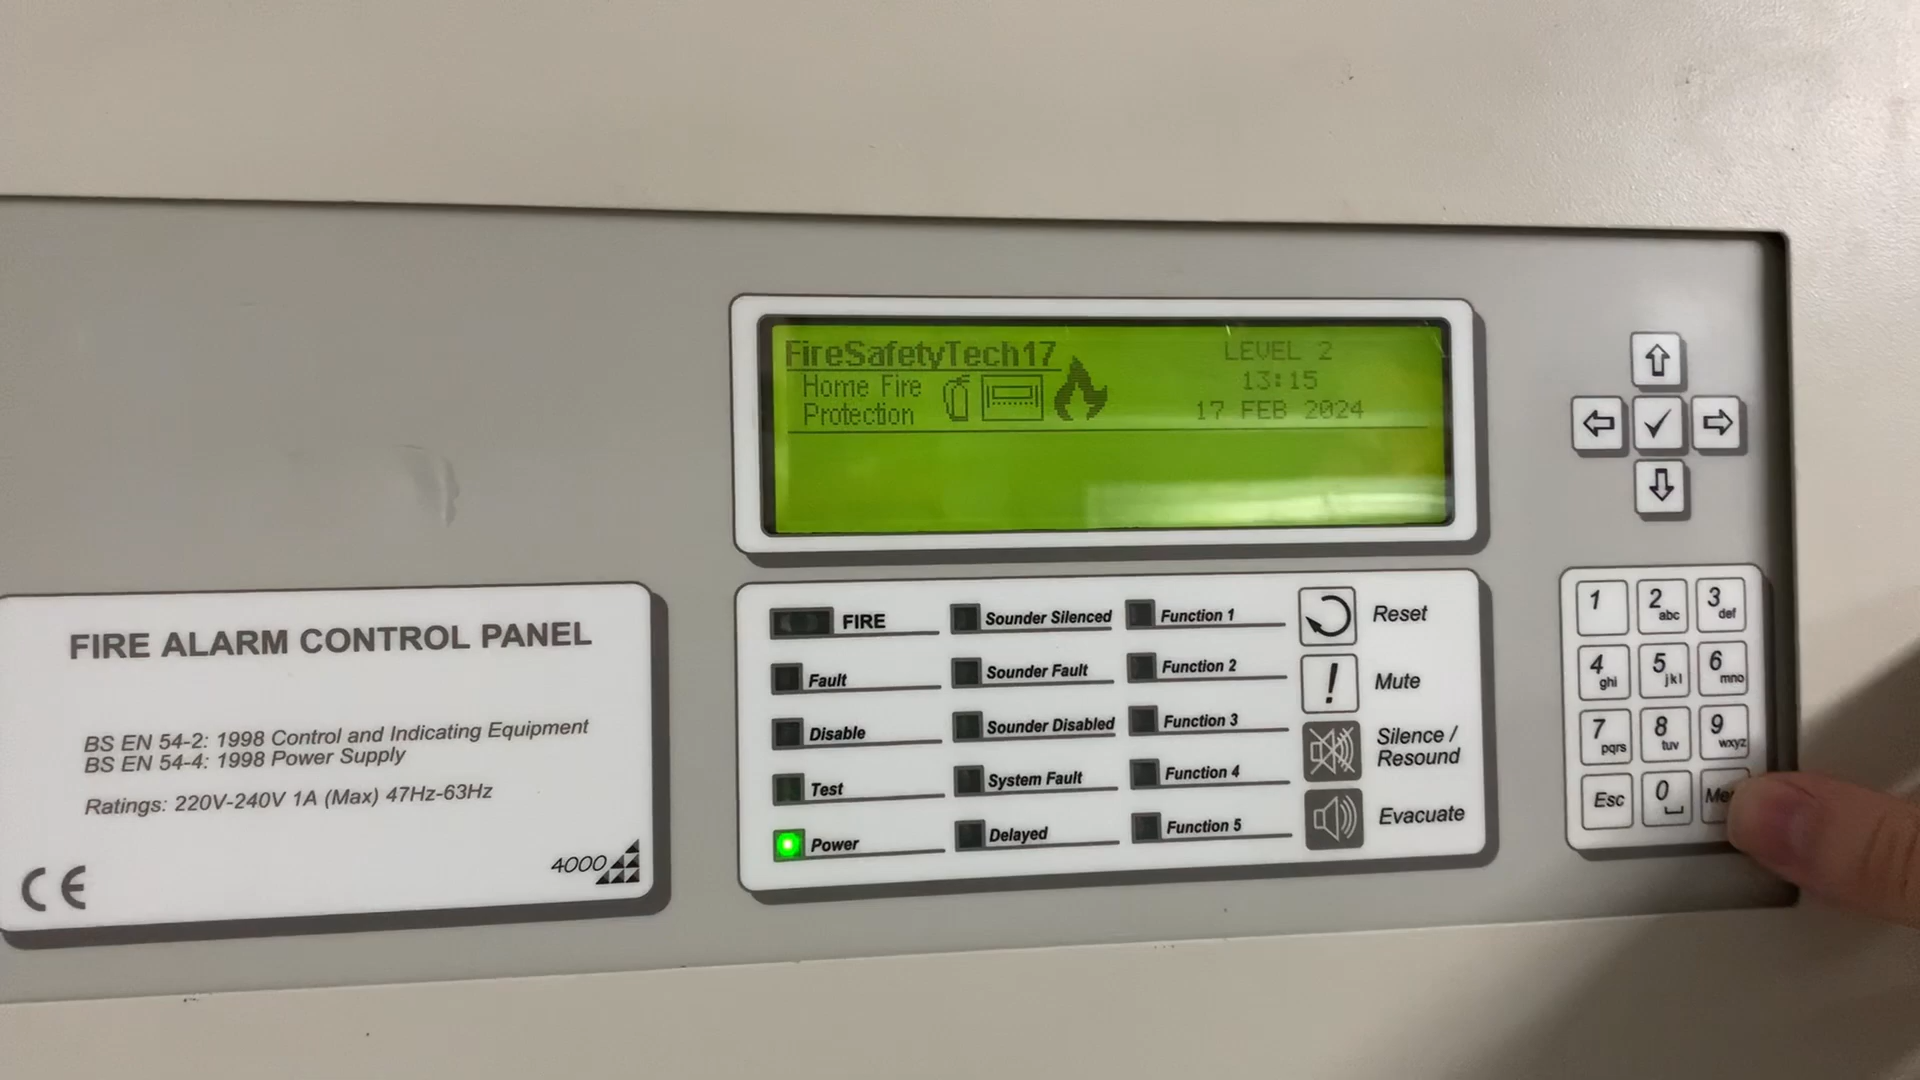 FireSafetyTech17
Home Fire
Protection
LEVEL 2
13:15
17 FEB 2024
FIRE ALARM CONTROL PANEL
BS EN 54-2: 1998 Control and Indicating Equipment
BS EN 54-4: 1998 Power Supply
Ratings: 220V-240V 1A (Max) 47Hz-63Hz
CE
4000
FIRE
Fault
Disable
Test
Power
Sounder Silenced
Sounder Fault
Sounder Disabled
System Fault
Delayed
Function 1
Function 2
Function 3
Function 4
Function 5
Reset
! Mute
Silence /
Resound
Evacuate
1 2 abc 3 def
4 ghi 5 jkl 6 mno
7 pqrs 8 tuv 9 wxyz
Esc 0